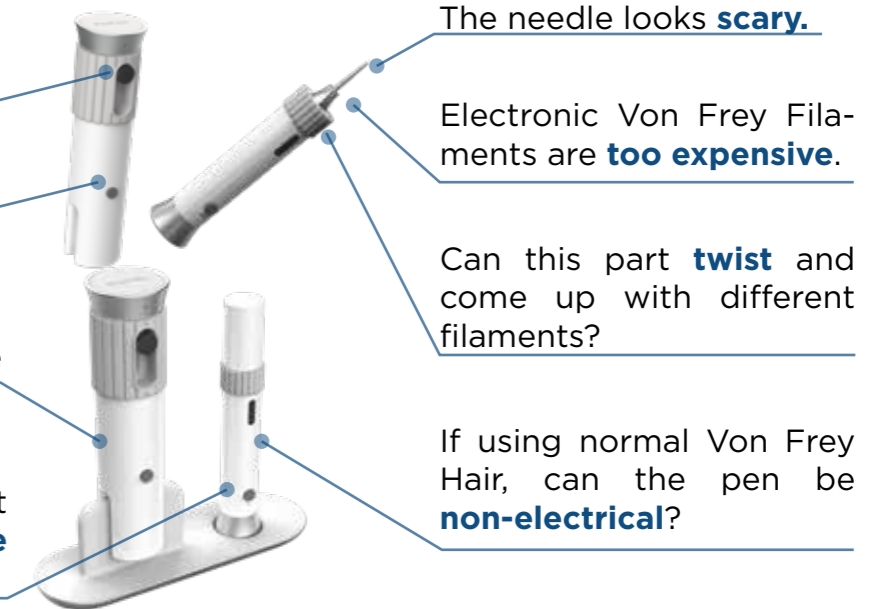 The needle looks scary.
Electronic Von Frey Fila-
ments are too expensive.
Can this part twist and
come up with different
filaments?
If using normal Von Frey
Hair, can the pen be
non-electrical?